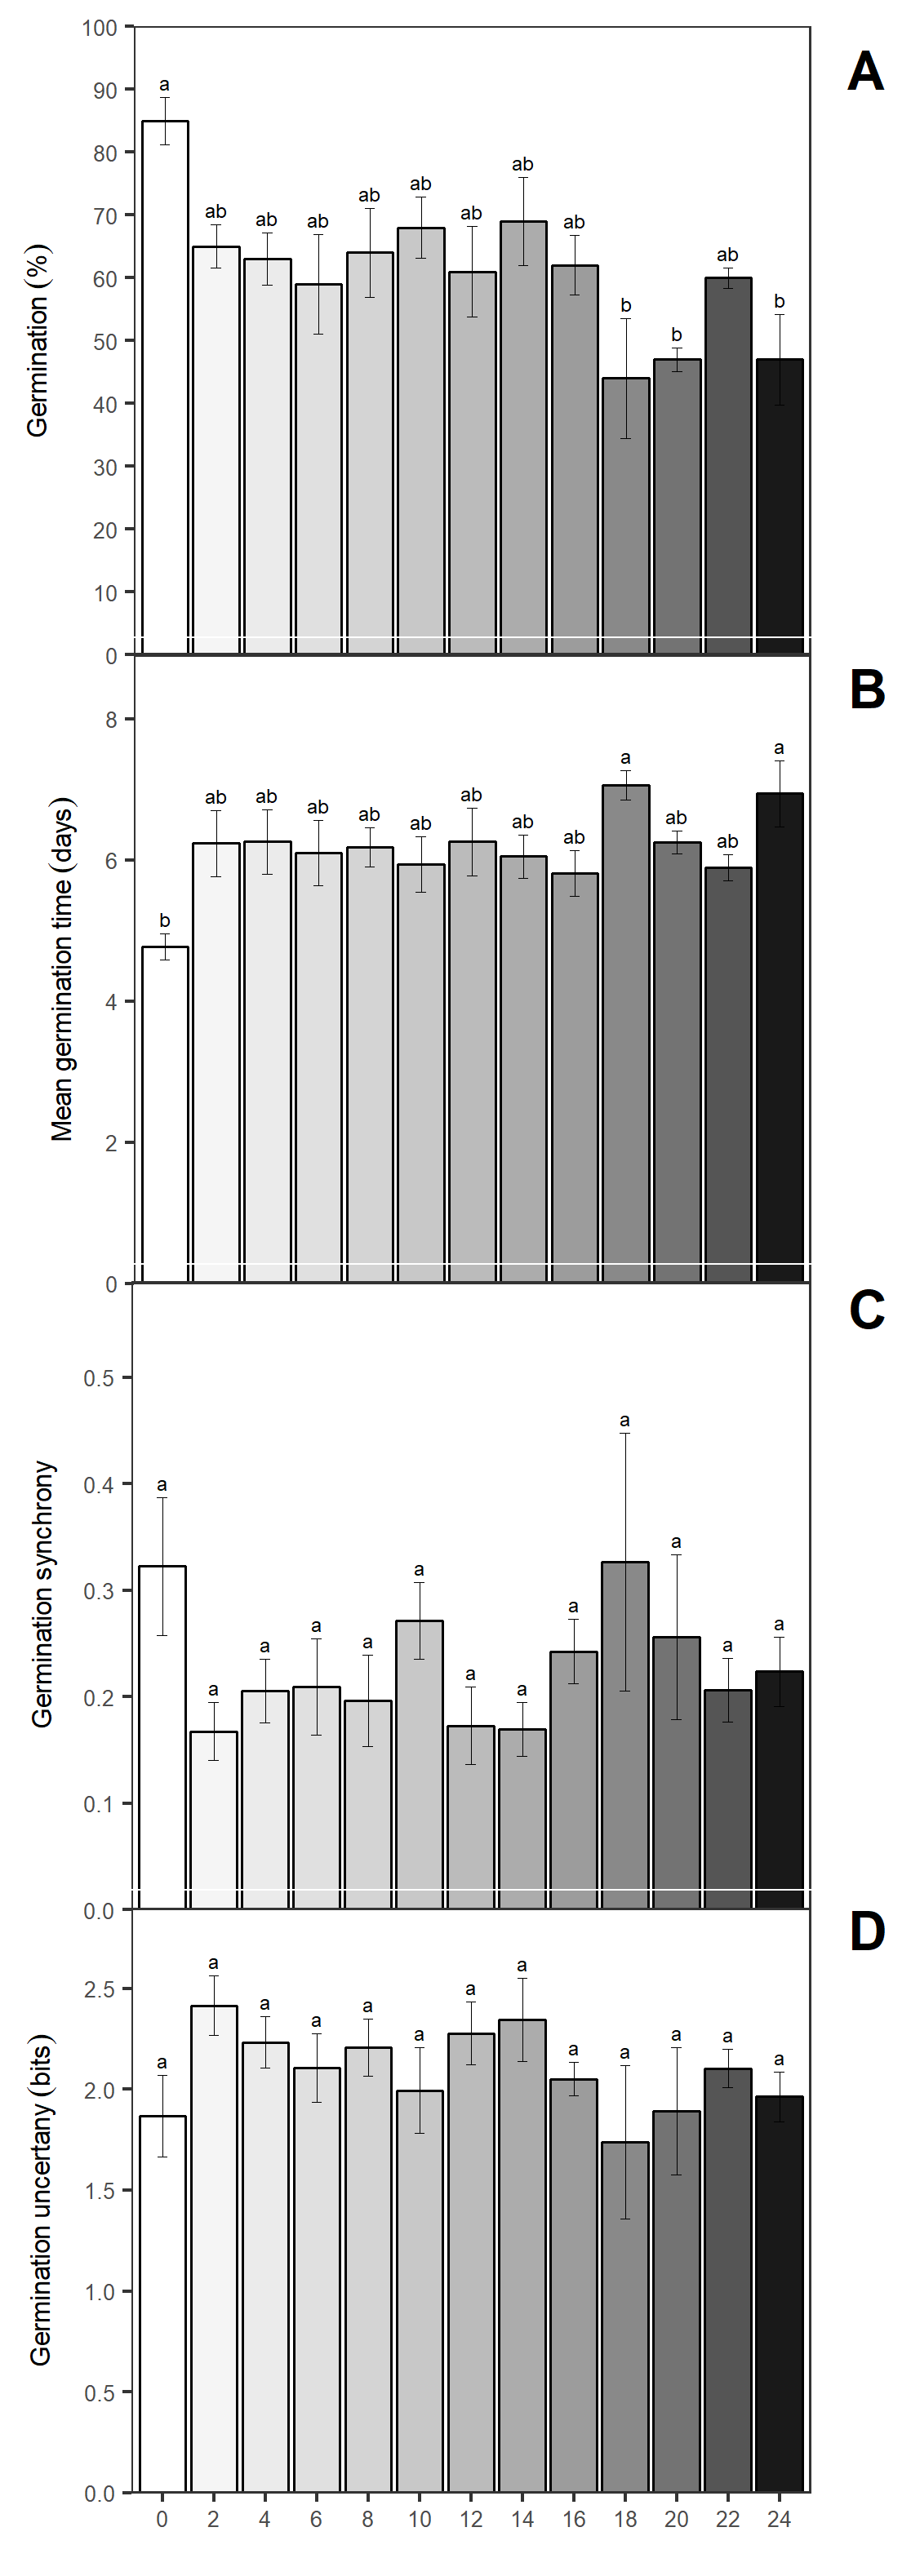 A
Germination (%)
100
90
80
70
60
50
40
30
20
10
0
a
ab
ab
ab
ab
ab
ab
ab
ab
b
b
ab
b
B
Mean germination time (days)
8
6
4
2
0
b
ab
ab
ab
ab
ab
ab
ab
ab
a
ab
ab
a
C
Germination synchrony
0.5
0.4
0.3
0.2
0.1
0.0
a
a
a
a
a
a
a
a
a
a
a
a
a
D
Germination uncertany (bits)
2.5
2.0
1.5
1.0
0.5
0.0
a
a
a
a
a
a
a
a
a
a
a
a
a
0 2 4 6 8 10 12 14 16 18 20 22 24